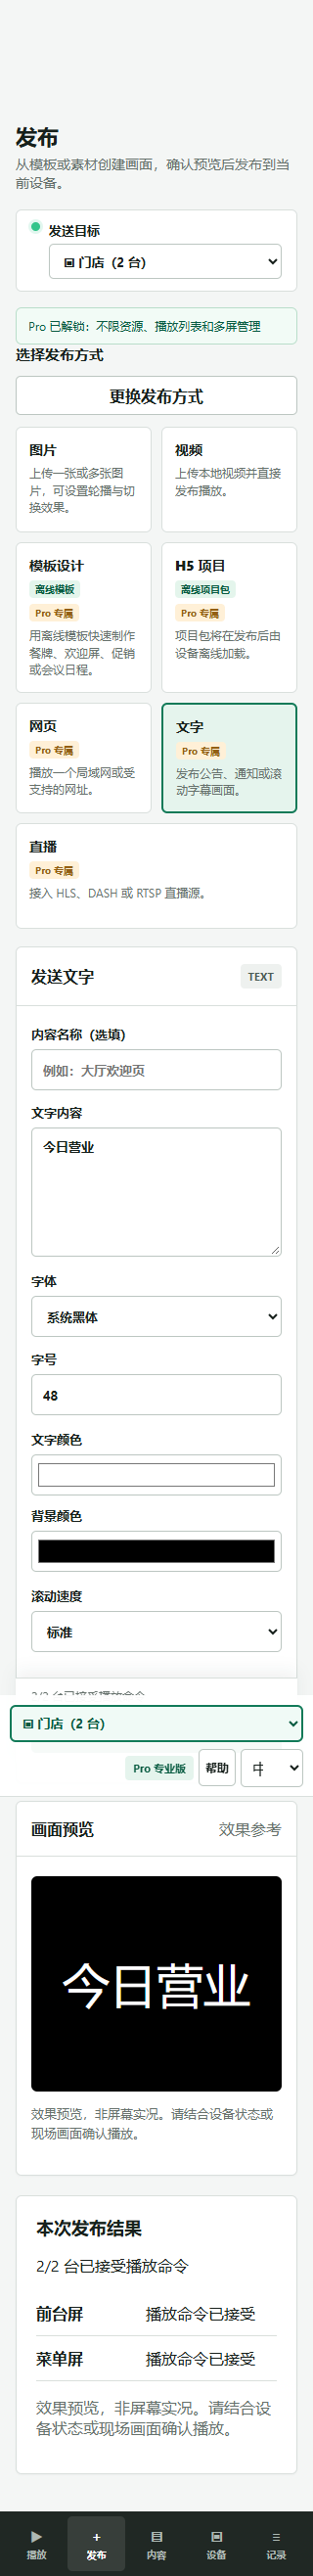 发布
从模板或素材创建画面，确认预览后发布到当
前设备。
发送目标
门店（2 台）
Pro 已解锁：不限资源、播放列表和多屏管理
选择发布方式
更换发布方式
图片
上传一张或多张图
片，可设置轮播与切
换效果。
视频
上传本地视频并直接
发布播放。
模板设计
离线模板
Pro 专属
用离线模板快速制作
餐牌、欢迎屏、促销
或会议日程。
H5 项目
离线项目包
Pro 专属
项目包将在发布后由
设备离线加载。
网页
Pro 专属
播放一个局域网或受
支持的网址。
文字
Pro 专属
发布公告、通知或滚
动字幕画面。
直播
Pro 专属
接入 HLS、DASH 或 RTSP 直播源。
发送文字
TEXT
内容名称（选填）
例如：大厅欢迎页
文字内容
今日营业
字体
系统黑体
字号
48
文字颜色
背景颜色
滚动速度
标准
门店（2 台）
Pro 专业版
帮助
中
画面预览
效果参考
今日营业
效果预览，非屏幕实况。请结合设备状态或
现场画面确认播放。
本次发布结果
2/2 台已接受播放命令
前台屏 播放命令已接受
菜单屏 播放命令已接受
效果预览，非屏幕实况。请结合设
备状态或现场画面确认播放。
播放
发布
内容
设备
记录